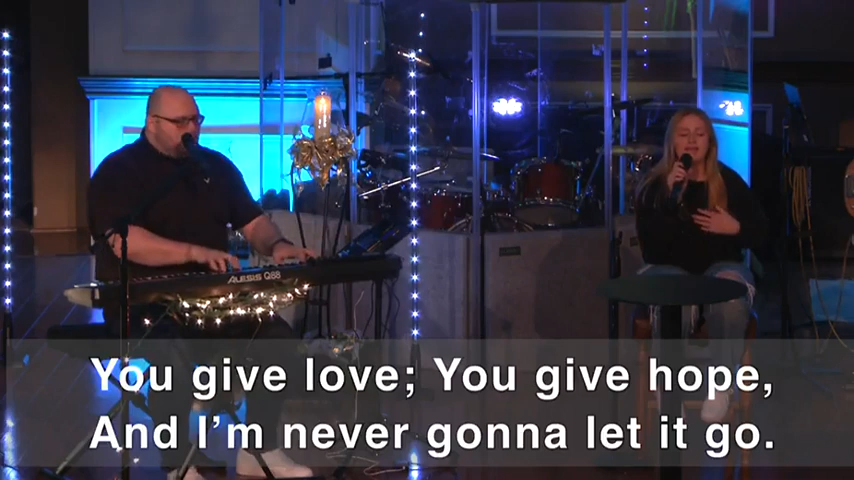 ALESIS Q88
You give love; You give hope,
And I’m never gonna let it go.